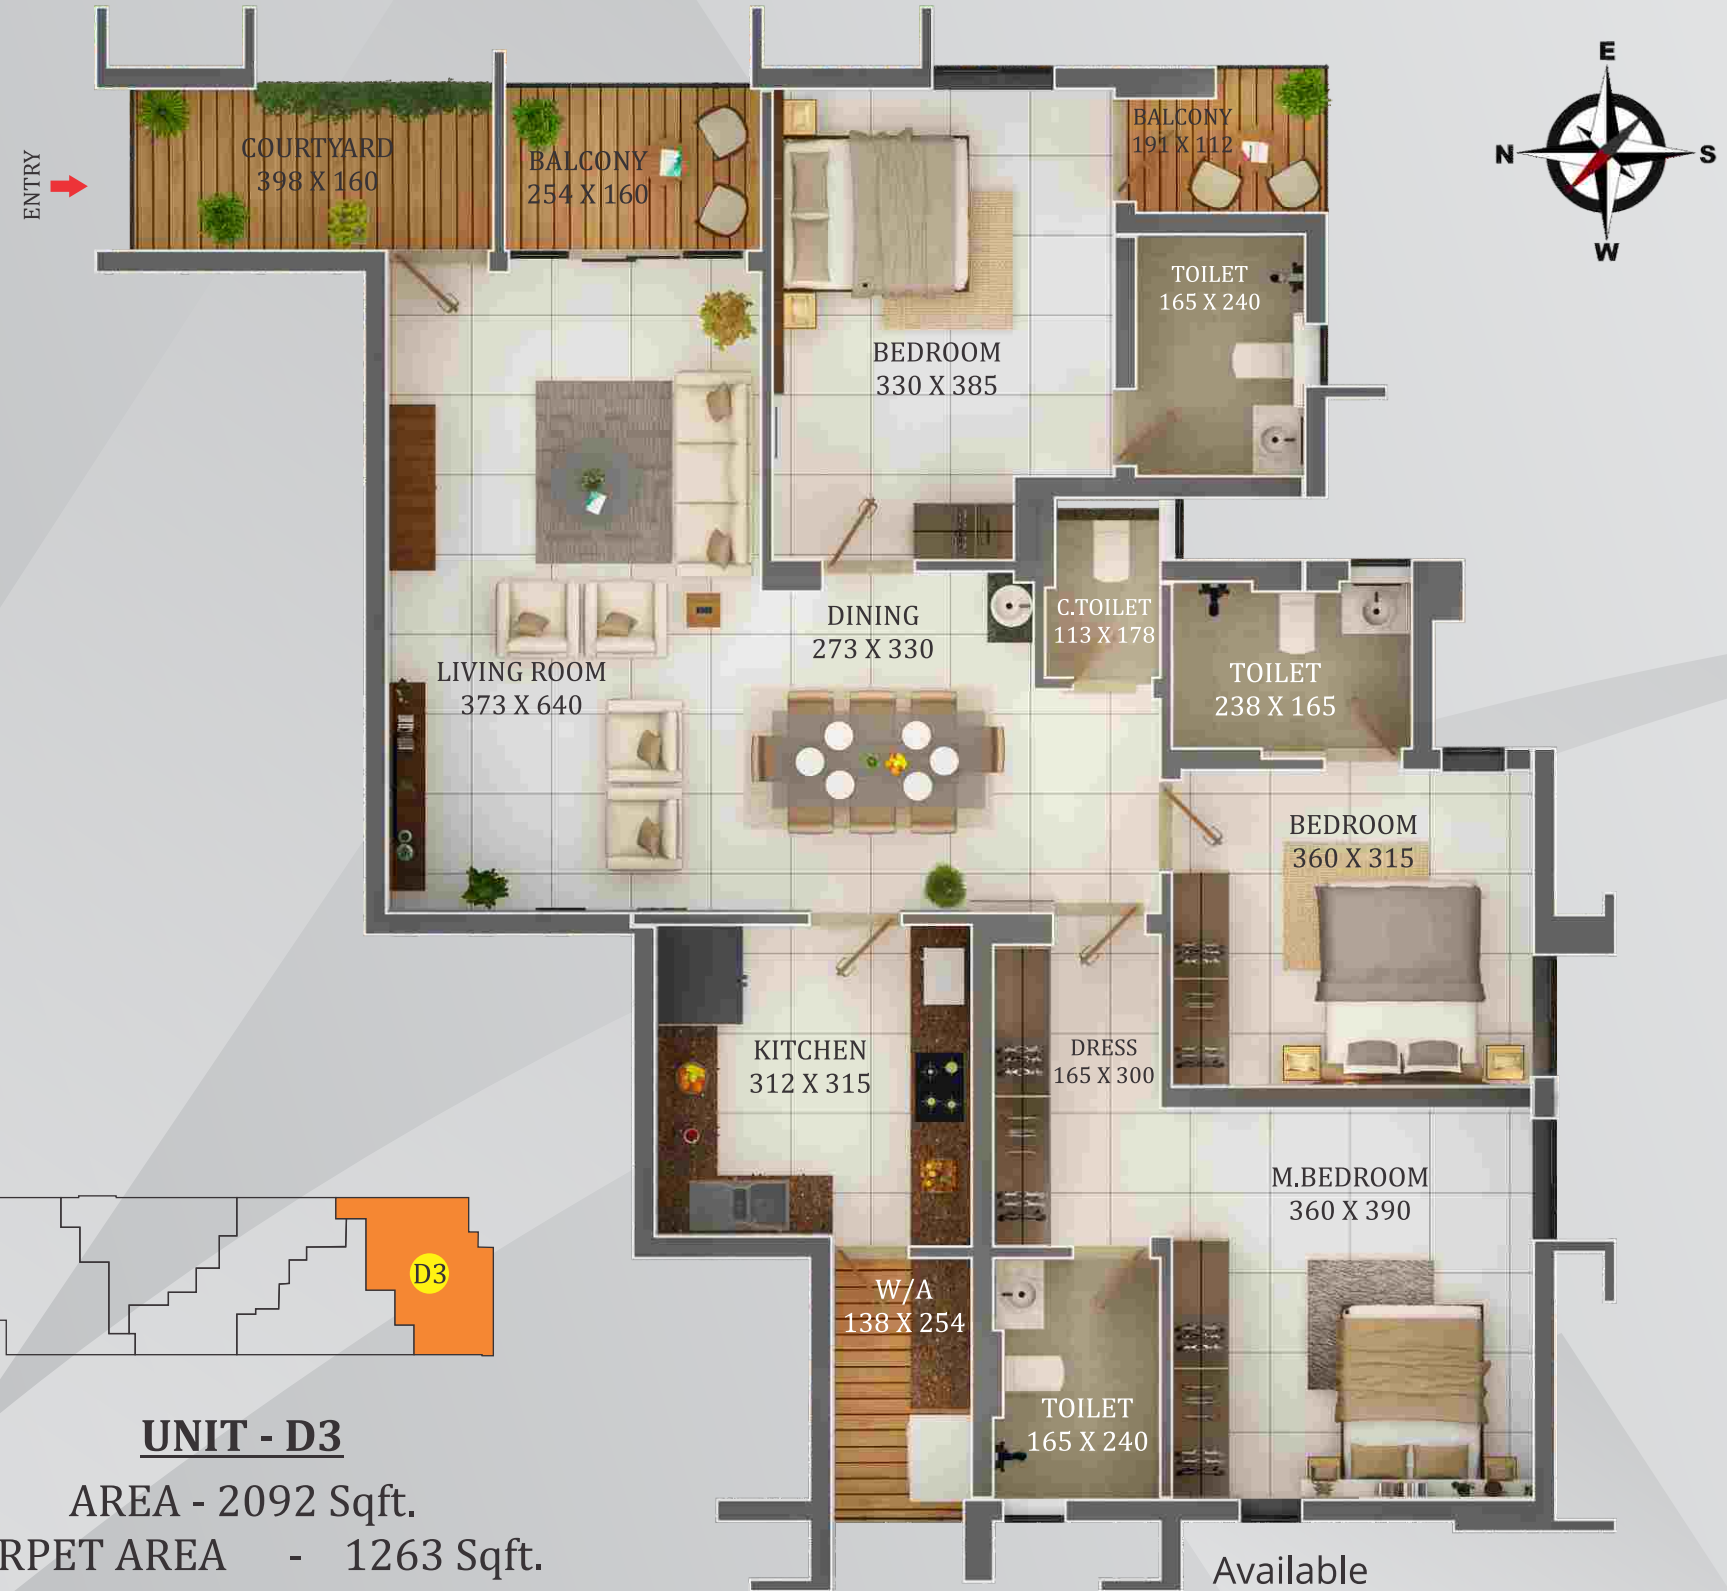 E
N
S
W
ENTRY
COURTYARD
398 X 160
BALCONY
254 X 160
BALCONY
191 X 112
TOILET
165 X 240
BEDROOM
330 X 385
DINING
273 X 330
C.TOILET
113 X 178
LIVING ROOM
373 X 640
TOILET
238 X 165
BEDROOM
360 X 315
KITCHEN
312 X 315
DRESS
165 X 300
M.BEDROOM
360 X 390
W/A
138 X 254
TOILET
165 X 240
D3
UNIT - D3
AREA - 2092 Sqft.
RPET AREA - 1263 Sqft.
Available